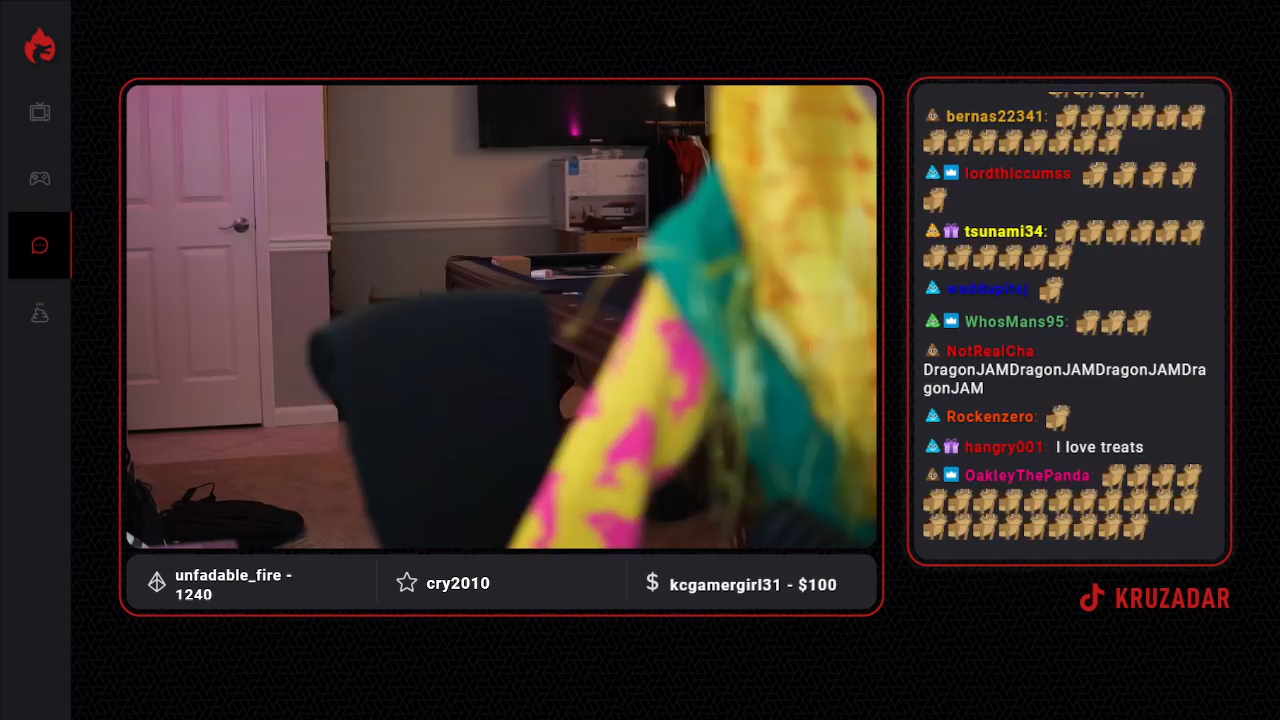 bernas22341:
lordthiccumss
tsunami34:
WhosMans95:
NotRealCha:
DragonJAMDragonJAMDragonJAMDra
gonJAM
Rockenzero:
hangry001: I love treats
OakleyThePanda:
unfadable_fire -
1240
cry2010
$ kcgamergirl31 - $100
KRUZADAR